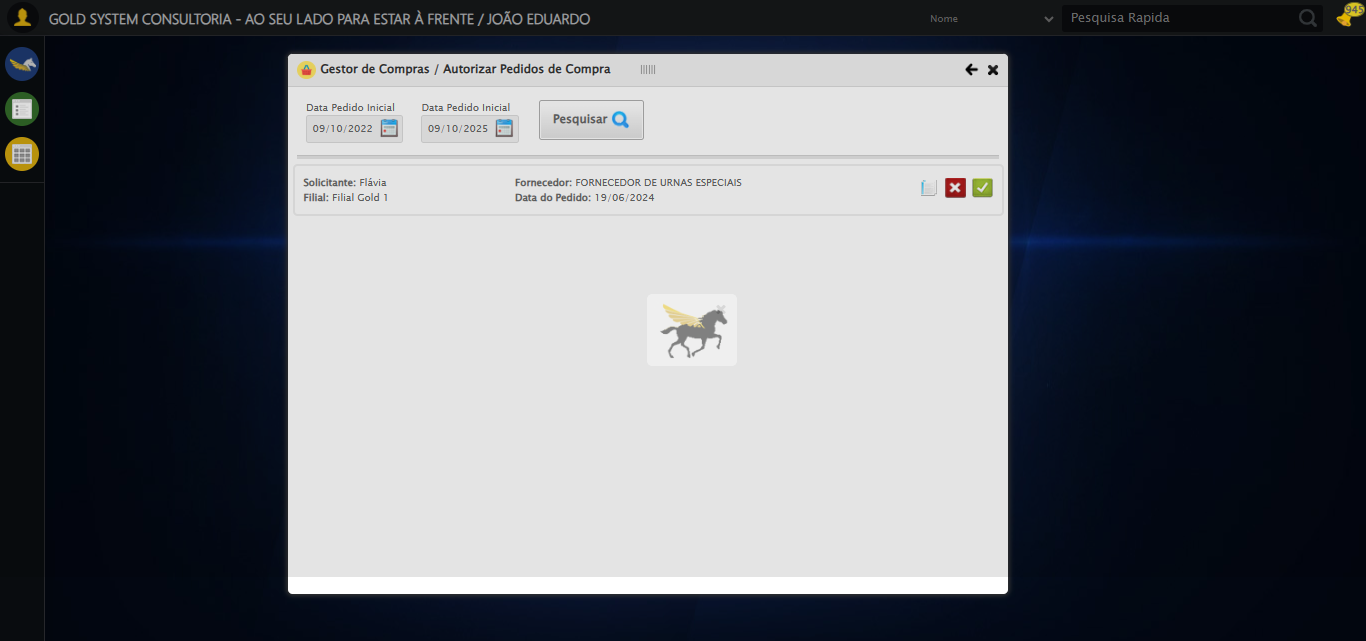 GOLD SYSTEM CONSULTORIA - AO SEU LADO PARA ESTAR À FRENTE / JOÃO EDUARDO
Nome
Pesquisa Rapida
945
Gestor de Compras / Autorizar Pedidos de Compra
Data Pedido Inicial
Data Pedido Inicial
09/10/2022
09/10/2025
Pesquisar
Solicitante: Flávia
Fornecedor: FORNECEDOR DE URNAS ESPECIAIS
Filial: Filial Gold 1
Data do Pedido: 19/06/2024